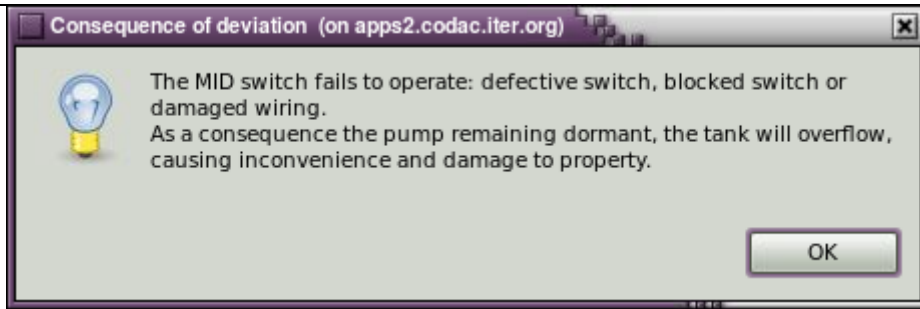 Consequence of deviation (on apps2.codac.iter.org)
The MID switch fails to operate: defective switch, blocked switch or
damaged wiring.
As a consequence the pump remaining dormant, the tank will overflow,
causing inconvenience and damage to property.
OK